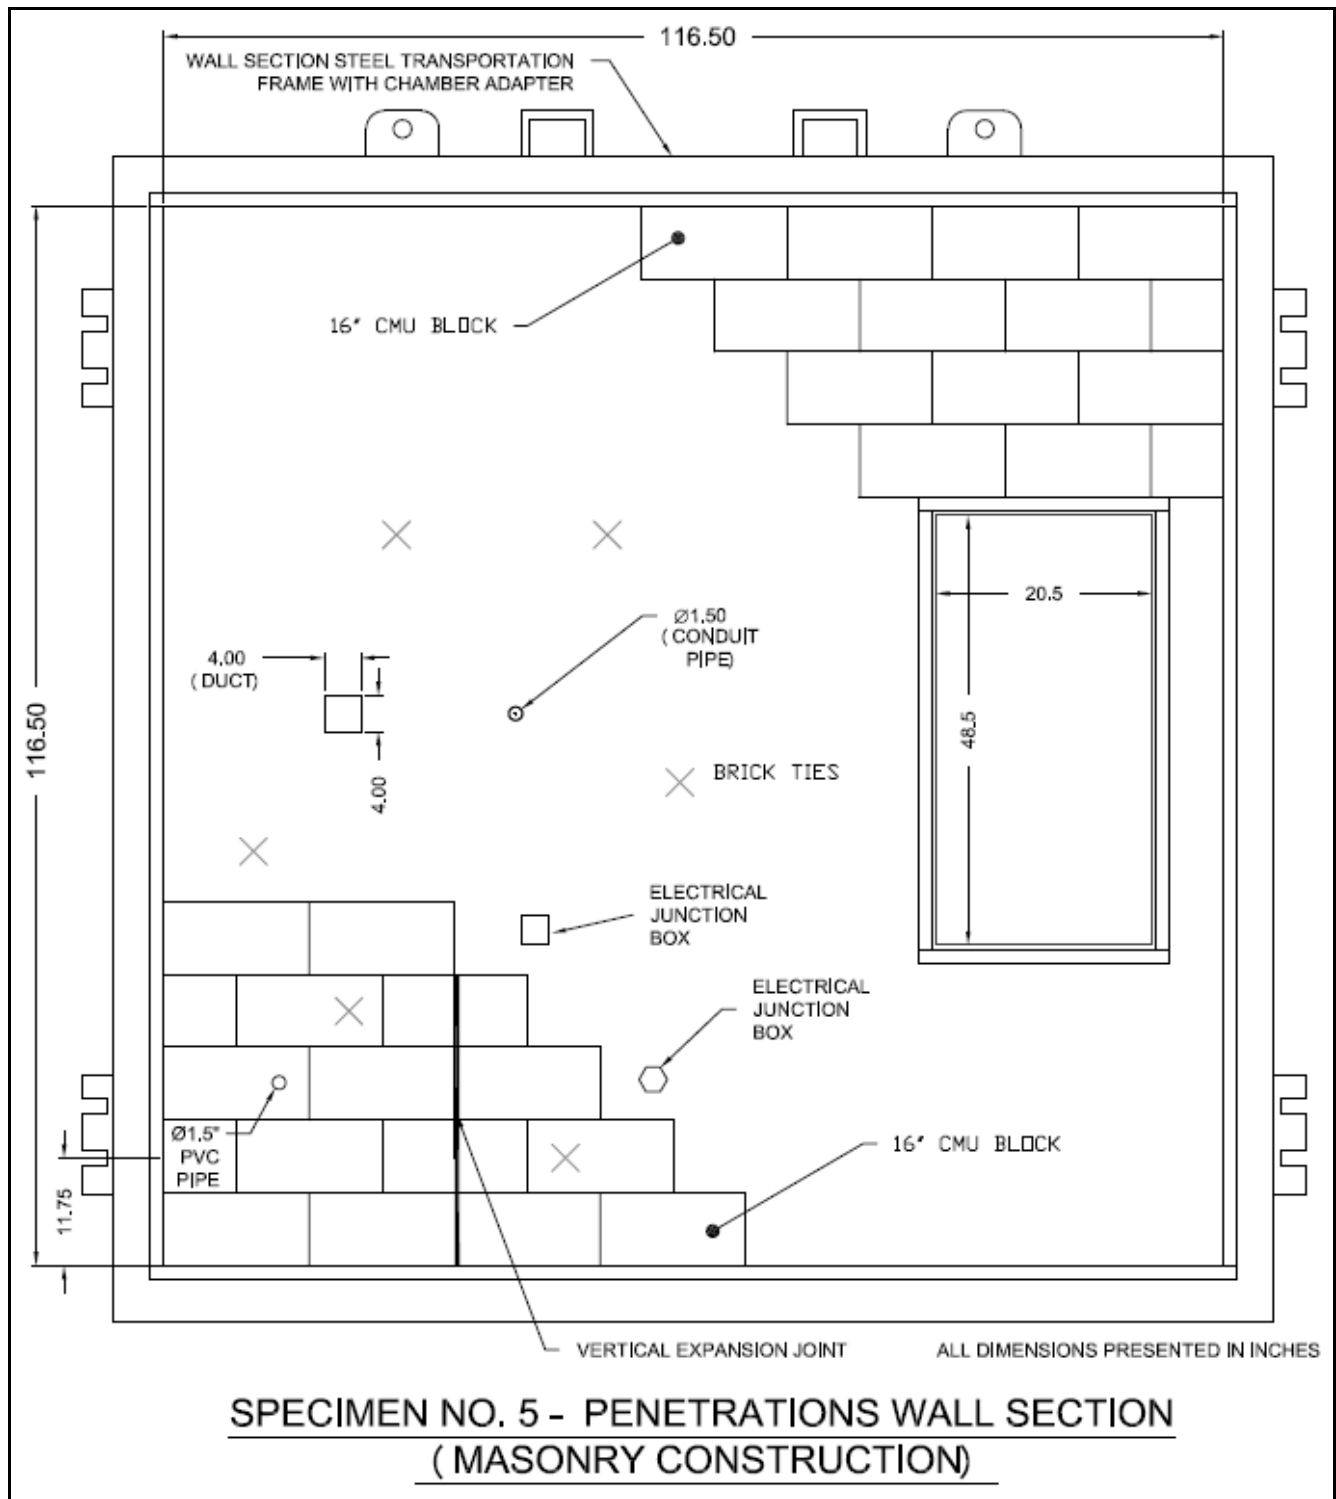 116.50
WALL SECTION STEEL TRANSPORTATION
FRAME WITH CHAMBER ADAPTER
16" CMU BLOCK
Ø1.50
(CONDUIT
PIPE)
4.00
(DUCT)
20.5
116.50
48.5
4.00
BRICK TIES
ELECTRICAL
JUNCTION
BOX
ELECTRICAL
JUNCTION
BOX
Ø1.5"
PVC
PIPE
16" CMU BLOCK
11.75
VERTICAL EXPANSION JOINT
ALL DIMENSIONS PRESENTED IN INCHES
SPECIMEN NO. 5 - PENETRATIONS WALL SECTION
(MASONRY CONSTRUCTION)